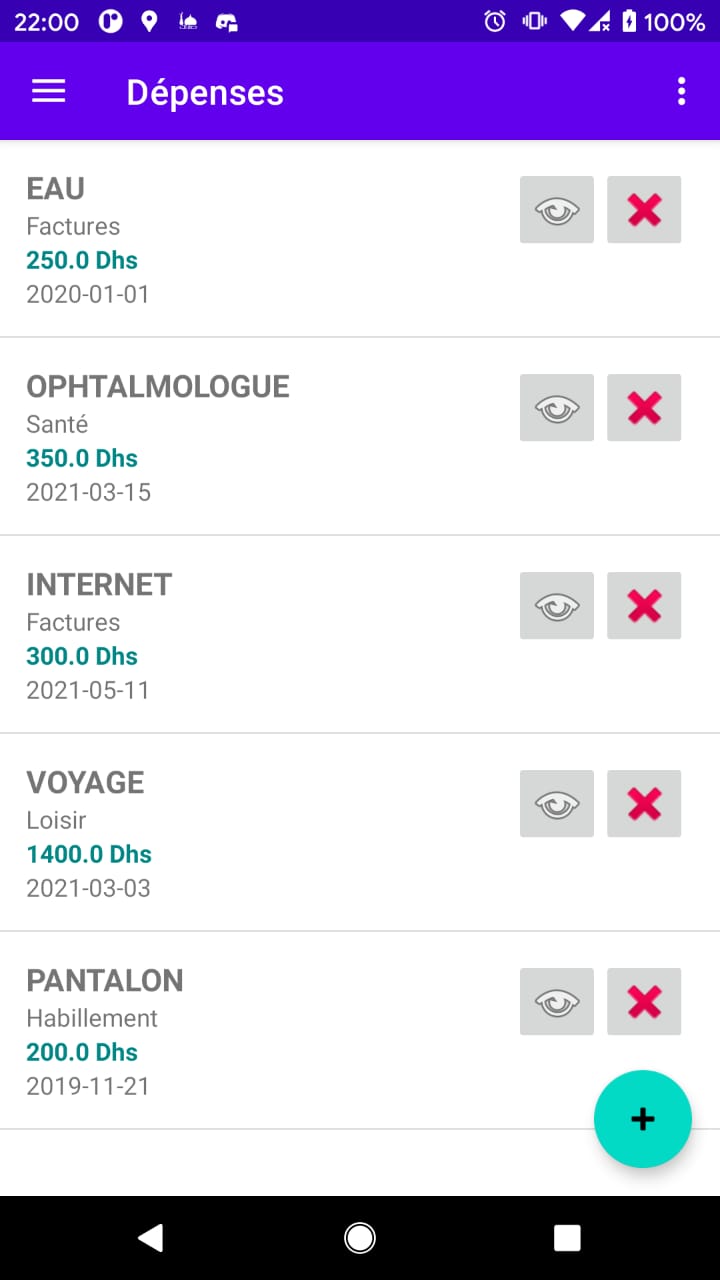 22:00
100%
Dépenses
EAU
Factures
250.0 Dhs
2020-01-01
OPHTALMOLOGUE
Santé
350.0 Dhs
2021-03-15
INTERNET
Factures
300.0 Dhs
2021-05-11
VOYAGE
Loisir
1400.0 Dhs
2021-03-03
PANTALON
Habillement
200.0 Dhs
2019-11-21
+